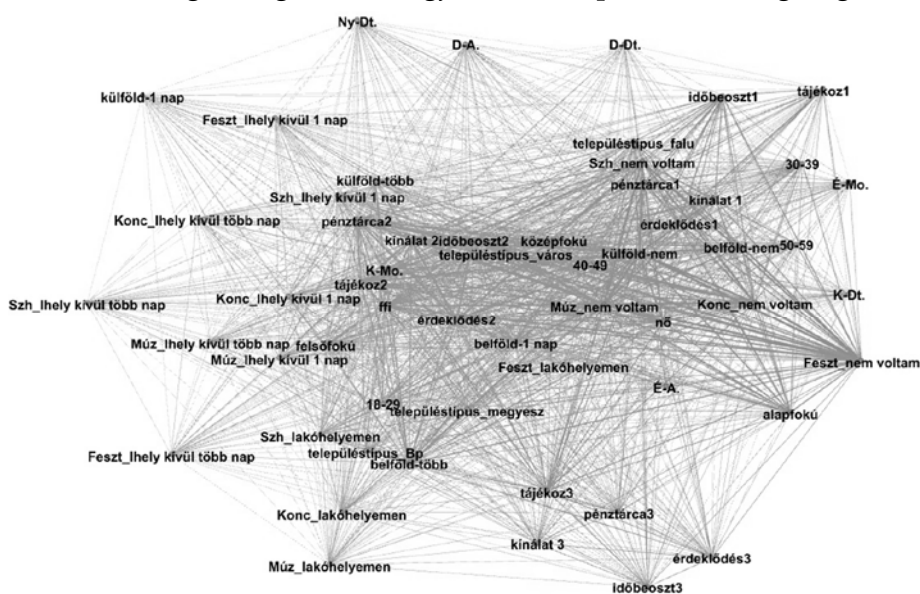 Ny-Dt.
D-A.
D-Dt.
külföld-1 nap
időbeoszt1
tájékoz1
Feszt_lhely kívül 1 nap
településtípus_falu
Szh_nem voltam
30-39
külföld-több
pénztárca1
É-Mo.
Szh_lhely kívül 1 nap
kínálat 1
Konc_lhely kívül több nap
pénztárca2
érdeklődés1
kínálat 2
időbeoszt2
középfokú
belföld-nem
50-59
településtípus_város
külföld-nem
40-49
K-Mo.
tájékoz2
K-Dt.
Szh_lhely kívül több nap
Konc_lhely kívül 1 nap
ffi
Múz_nem voltam
Konc_nem voltam
érdeklődés2
nő
Múz_lhely kívül több nap
felsőfokú
belföld-1 nap
Múz_lhely kívül 1 nap
Feszt_nem voltam
Feszt_lakóhelyemen
É-A.
18-29
településtípus_megyesz
alapfokú
Szh_lakóhelyemen
Feszt_lhely kívül több nap
településtípus_Bp
belföld-több
tájékoz3
Konc_lakóhelyemen
pénztárca3
kínálat 3
Múz_lakóhelyemen
érdeklődés3
időbeoszt3